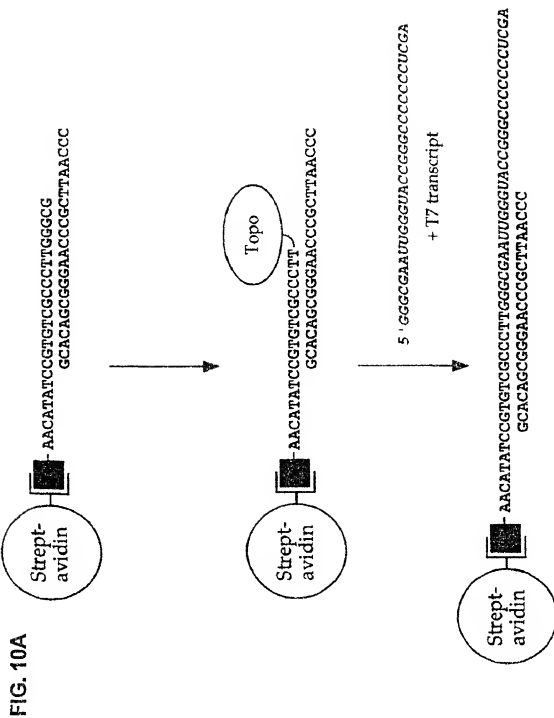 FIG. 10A
Strept-
avidin
AACATATCCGTGTCGCCCTTGGGCG
GCACAGCGGGAACCCGCTTAACCC
Topo
Strept-
avidin
AACATATCCGTGTCGCCCTT-
GCACAGCGGGAACCCGCTTAACCC
5 'GGGCGAAUUGGGUACCGGGCCCCCCCUCGA
+ T7 transcript
Strept-
avidin
AACATATCCGTGTCGCCCTTGGGCGAAUUGGGUACCGGGCCCCCCCUCGA
GCACAGCGGGAACCCGCTTAACCC